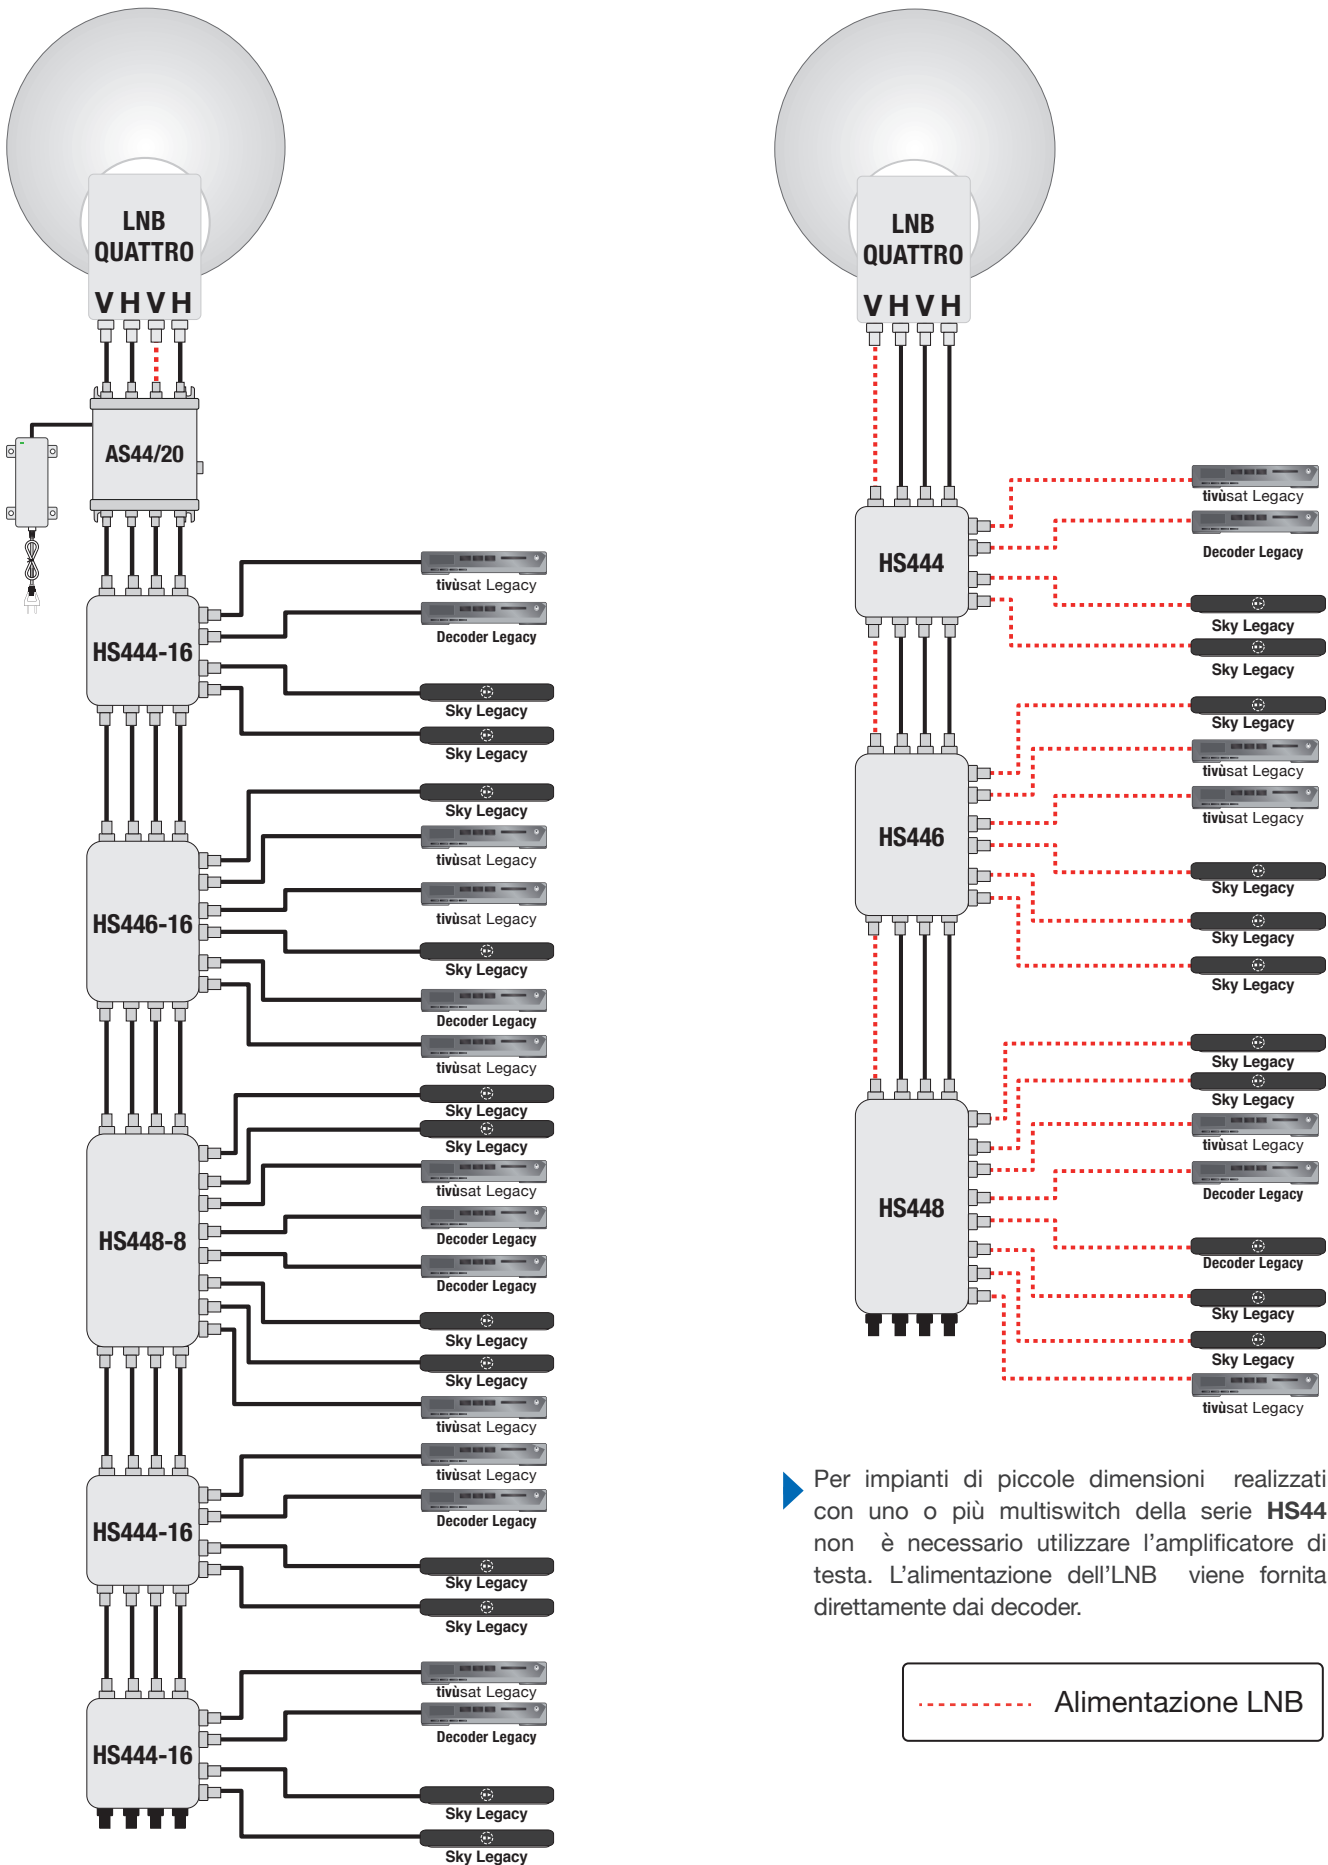 LNB
QUATTRO
V H V H
AS44/20
HS444-16
tivùsat Legacy
Decoder Legacy
Sky Legacy
Sky Legacy
HS446-16
Sky Legacy
tivùsat Legacy
tivùsat Legacy
Sky Legacy
Decoder Legacy
tivùsat Legacy
HS448-8
Sky Legacy
Sky Legacy
tivùsat Legacy
Decoder Legacy
Decoder Legacy
Sky Legacy
Sky Legacy
tivùsat Legacy
HS444-16
tivùsat Legacy
Decoder Legacy
Sky Legacy
Sky Legacy
HS444-16
tivùsat Legacy
Decoder Legacy
Sky Legacy
Sky Legacy
LNB
QUATTRO
V H V H
HS444
tivùsat Legacy
Decoder Legacy
Sky Legacy
Sky Legacy
HS446
Sky Legacy
tivùsat Legacy
tivùsat Legacy
Sky Legacy
Sky Legacy
Sky Legacy
HS448
Sky Legacy
Sky Legacy
tivùsat Legacy
Decoder Legacy
Decoder Legacy
Sky Legacy
Sky Legacy
tivùsat Legacy
Per impianti di piccole dimensioni realizzati
con uno o più multiswitch della serie HS44
non è necessario utilizzare l'amplificatore di
testa. L'alimentazione dell'LNB viene fornita
direttamente dai decoder.
Alimentazione LNB